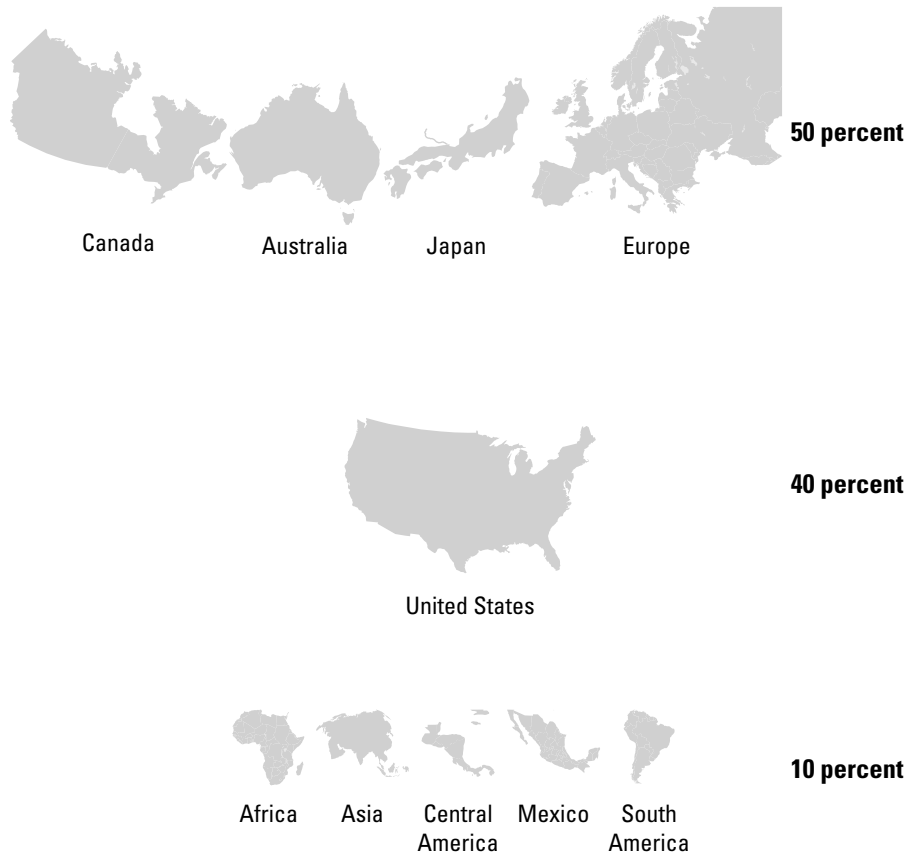 50 percent
Canada
Australia
Japan
Europe
40 percent
United States
10 percent
Africa
Asia
Central
America
Mexico
South
America